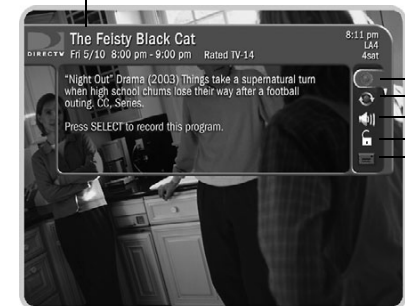 The Feisty Black Cat
8:11 pm
DIRECTV
Fri 5/10 8:00 pm - 9:00 pm Rated TV-14
LA4
4sat
“Night Out” Drama (2003) Things take a supernatural turn
when high school chums lose their way after a football
outing. CC, Series.
Press SELECT to record this program.